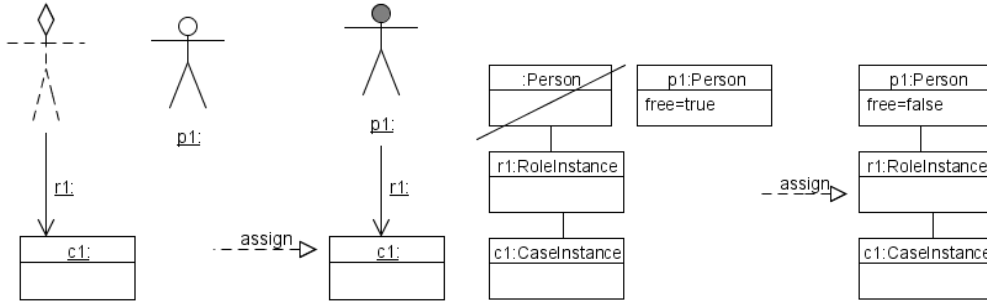 p1:
p1:
r1:
r1:
assign
c1:
c1:
:Person
p1:Person
free=true
p1:Person
free=false
r1:RoleInstance
assign
r1:RoleInstance
c1:CaseInstance
c1:CaseInstance